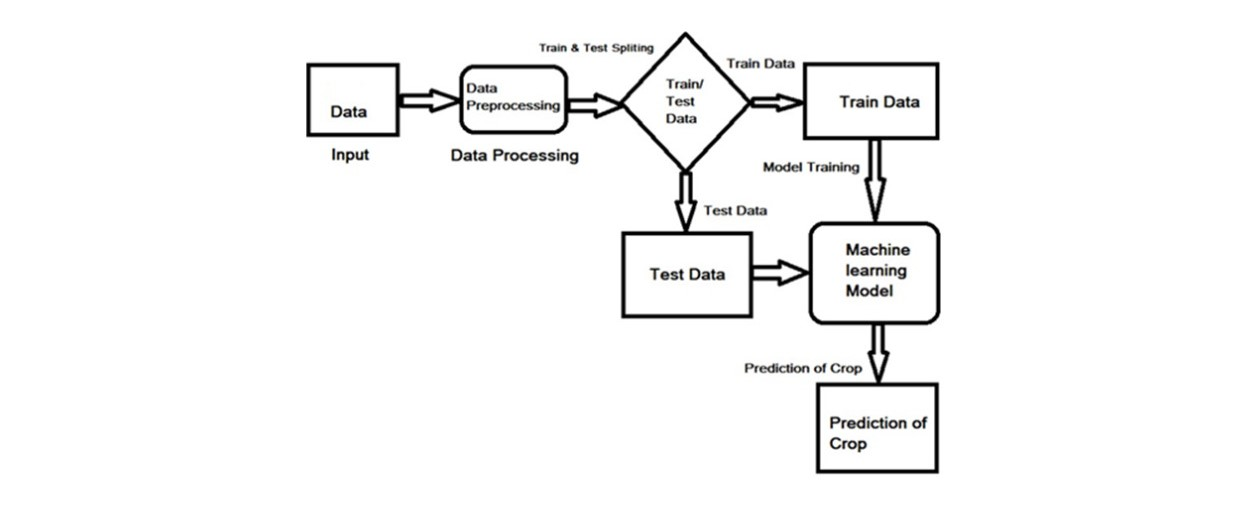 Train & Test Spliting
Train Data
Data
Data
Preprocessing
Train/
Test
Data
Train Data
Input
Data Processing
Model Training
Test Data
Test Data
Machine
learning
Model
Prediction of Crop
Prediction of
Crop